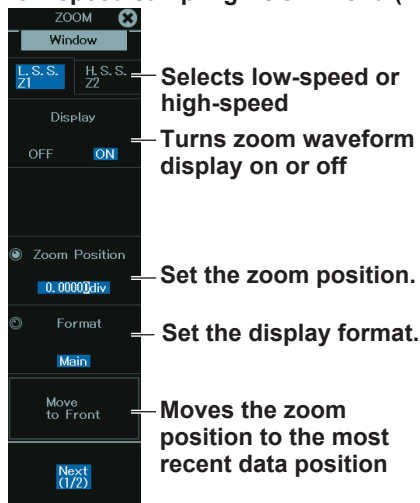 ZOOM
Window
L. S. S.
Z1
H. S. S.
Z2
Selects low-speed or
high-speed
Display
OFF ON
Turns zoom waveform
display on or off
Zoom Position
0.00000div
Set the zoom position.
Format
Main
Set the display format.
Move
to Front
Moves the zoom
position to the most
recent data position
Next
(1/2)